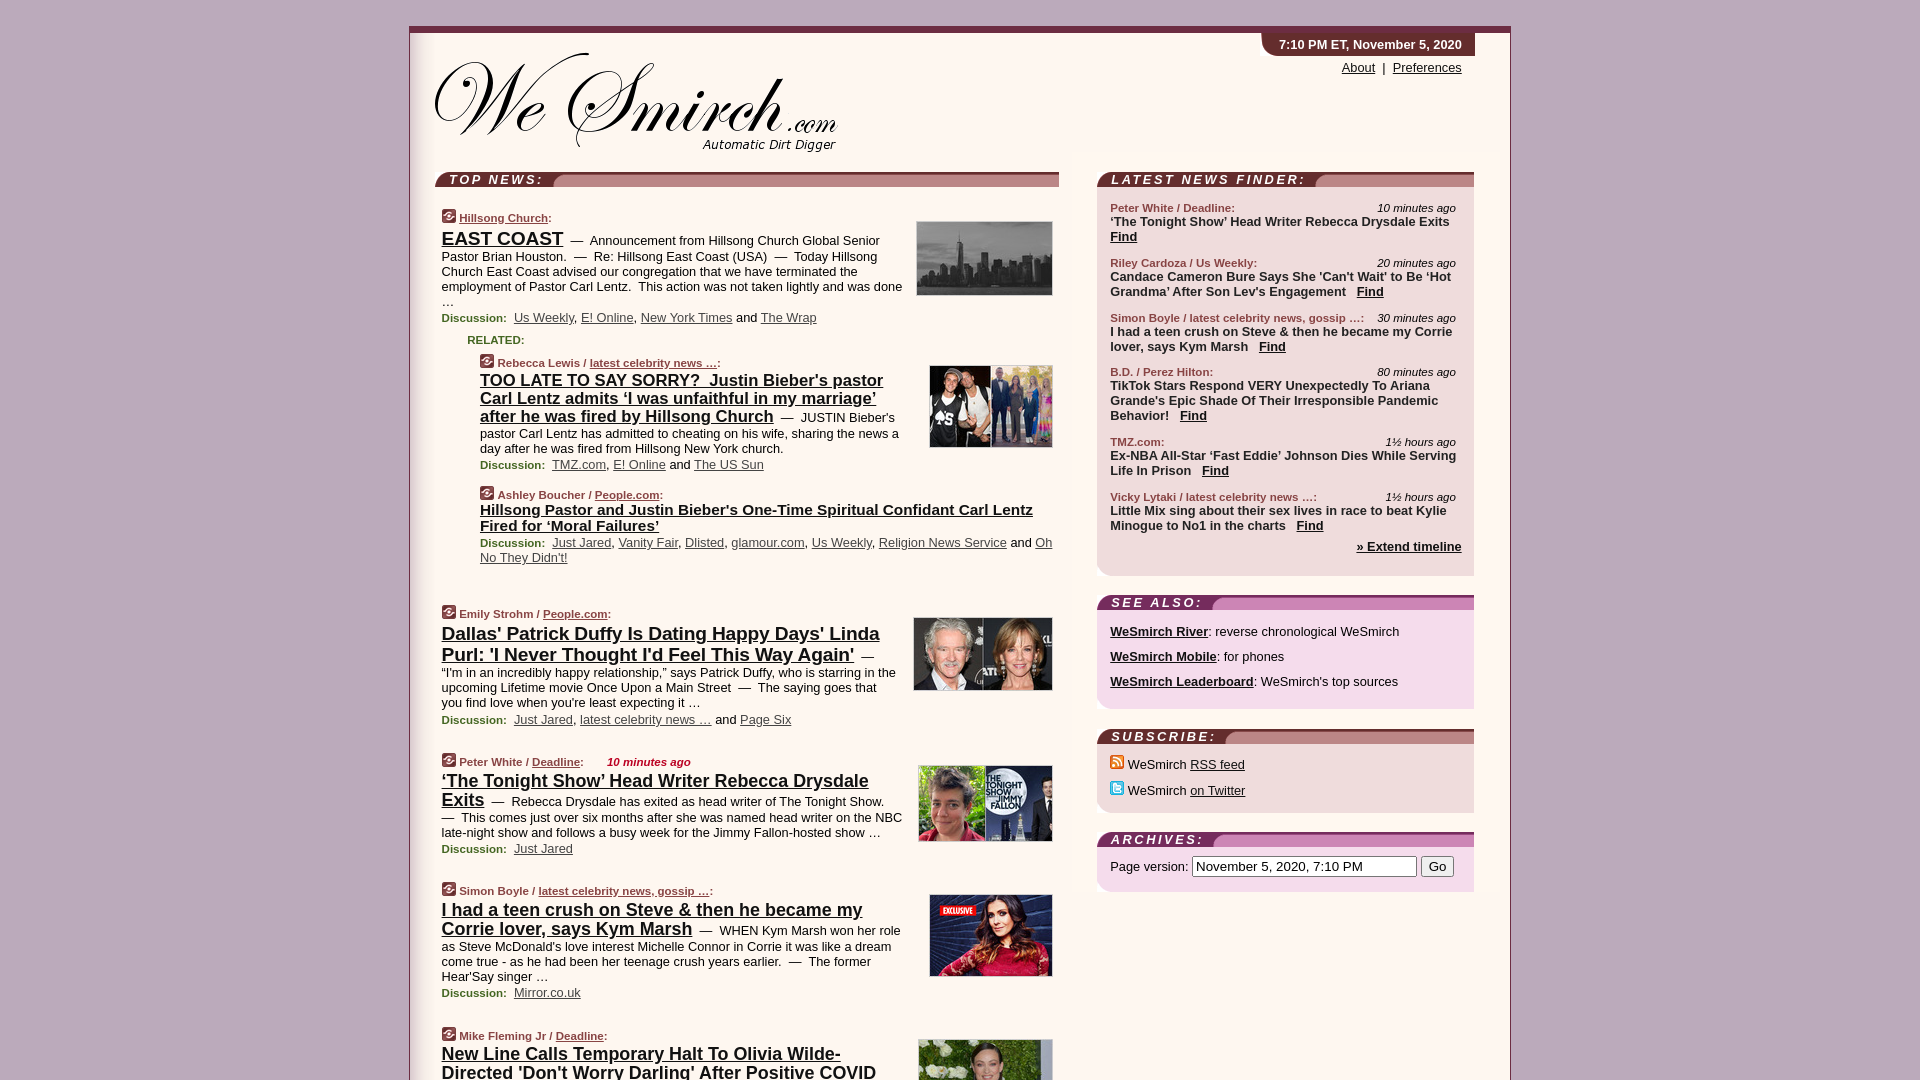 7:10 PM ET, November 5, 2020
About | Preferences
We Smirch .com
Automatic Dirt Digger
TOP NEWS:
Hillsong Church:
EAST COAST — Announcement from Hillsong Church Global Senior
Pastor Brian Houston. — Re: Hillsong East Coast (USA) — Today Hillsong
Church East Coast advised our congregation that we have terminated the
employment of Pastor Carl Lentz. This action was not taken lightly and was done
…
Discussion: Us Weekly, E! Online, New York Times and The Wrap
RELATED:
Rebecca Lewis / latest celebrity news …:
TOO LATE TO SAY SORRY? Justin Bieber's pastor
Carl Lentz admits ‘I was unfaithful in my marriage’
after he was fired by Hillsong Church — JUSTIN Bieber's
pastor Carl Lentz has admitted to cheating on his wife, sharing the news a
day after he was fired from Hillsong New York church.
Discussion: TMZ.com, E! Online and The US Sun
Ashley Boucher / People.com:
Hillsong Pastor and Justin Bieber's One-Time Spiritual Confidant Carl Lentz
Fired for ‘Moral Failures’
Discussion: Just Jared, Vanity Fair, Dlisted, glamour.com, Us Weekly, Religion News Service and Oh
No They Didn't!
Emily Strohm / People.com:
Dallas' Patrick Duffy Is Dating Happy Days' Linda
Purl: 'I Never Thought I'd Feel This Way Again' —
“I'm in an incredibly happy relationship,” says Patrick Duffy, who is starring in the
upcoming Lifetime movie Once Upon a Main Street — The saying goes that
you find love when you're least expecting it …
Discussion: Just Jared, latest celebrity news … and Page Six
Peter White / Deadline: 10 minutes ago
‘The Tonight Show’ Head Writer Rebecca Drysdale
Exits — Rebecca Drysdale has exited as head writer of The Tonight Show.
— This comes just over six months after she was named head writer on the NBC
late-night show and follows a busy week for the Jimmy Fallon-hosted show …
Discussion: Just Jared
THE
TONIGHT
SHOW
JIMMY
FALLON
Simon Boyle / latest celebrity news, gossip …:
I had a teen crush on Steve & then he became my
Corrie lover, says Kym Marsh — WHEN Kym Marsh won her role
as Steve McDonald's love interest Michelle Connor in Corrie it was like a dream
come true - as he had been her teenage crush years earlier. — The former
Hear'Say singer …
Discussion: Mirror.co.uk
EXCLUSIVE
Mike Fleming Jr / Deadline:
New Line Calls Temporary Halt To Olivia Wilde-
Directed 'Don't Worry Darling' After Positive COVID
LATEST NEWS FINDER:
Peter White / Deadline: 10 minutes ago
‘The Tonight Show’ Head Writer Rebecca Drysdale Exits
Find
Riley Cardoza / Us Weekly: 20 minutes ago
Candace Cameron Bure Says She 'Can't Wait' to Be ‘Hot
Grandma’ After Son Lev's Engagement Find
Simon Boyle / latest celebrity news, gossip …: 30 minutes ago
I had a teen crush on Steve & then he became my Corrie
lover, says Kym Marsh Find
B.D. / Perez Hilton: 80 minutes ago
TikTok Stars Respond VERY Unexpectedly To Ariana
Grande's Epic Shade Of Their Irresponsible Pandemic
Behavior! Find
TMZ.com: 1½ hours ago
Ex-NBA All-Star ‘Fast Eddie’ Johnson Dies While Serving
Life In Prison Find
Vicky Lytaki / latest celebrity news …: 1½ hours ago
Little Mix sing about their sex lives in race to beat Kylie
Minogue to No1 in the charts Find
» Extend timeline
SEE ALSO:
WeSmirch River: reverse chronological WeSmirch
WeSmirch Mobile: for phones
WeSmirch Leaderboard: WeSmirch's top sources
SUBSCRIBE:
WeSmirch RSS feed
WeSmirch on Twitter
ARCHIVES:
Page version: November 5, 2020, 7:10 PM Go